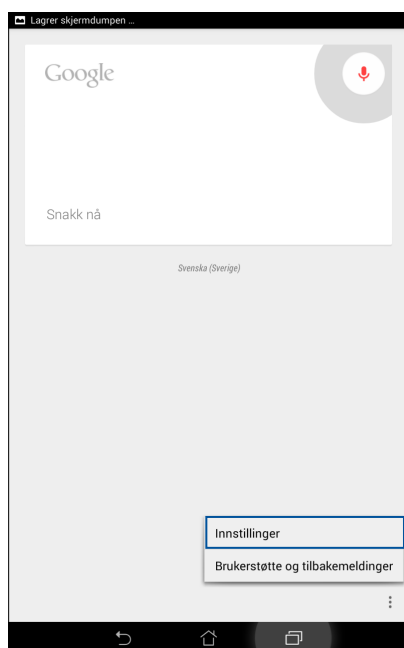 Lagrer skjermdumpen ...
Google
Snakk nå
Svenska (Sverige)
Innstillinger
Brukerstøtte og tilbakemeldinger